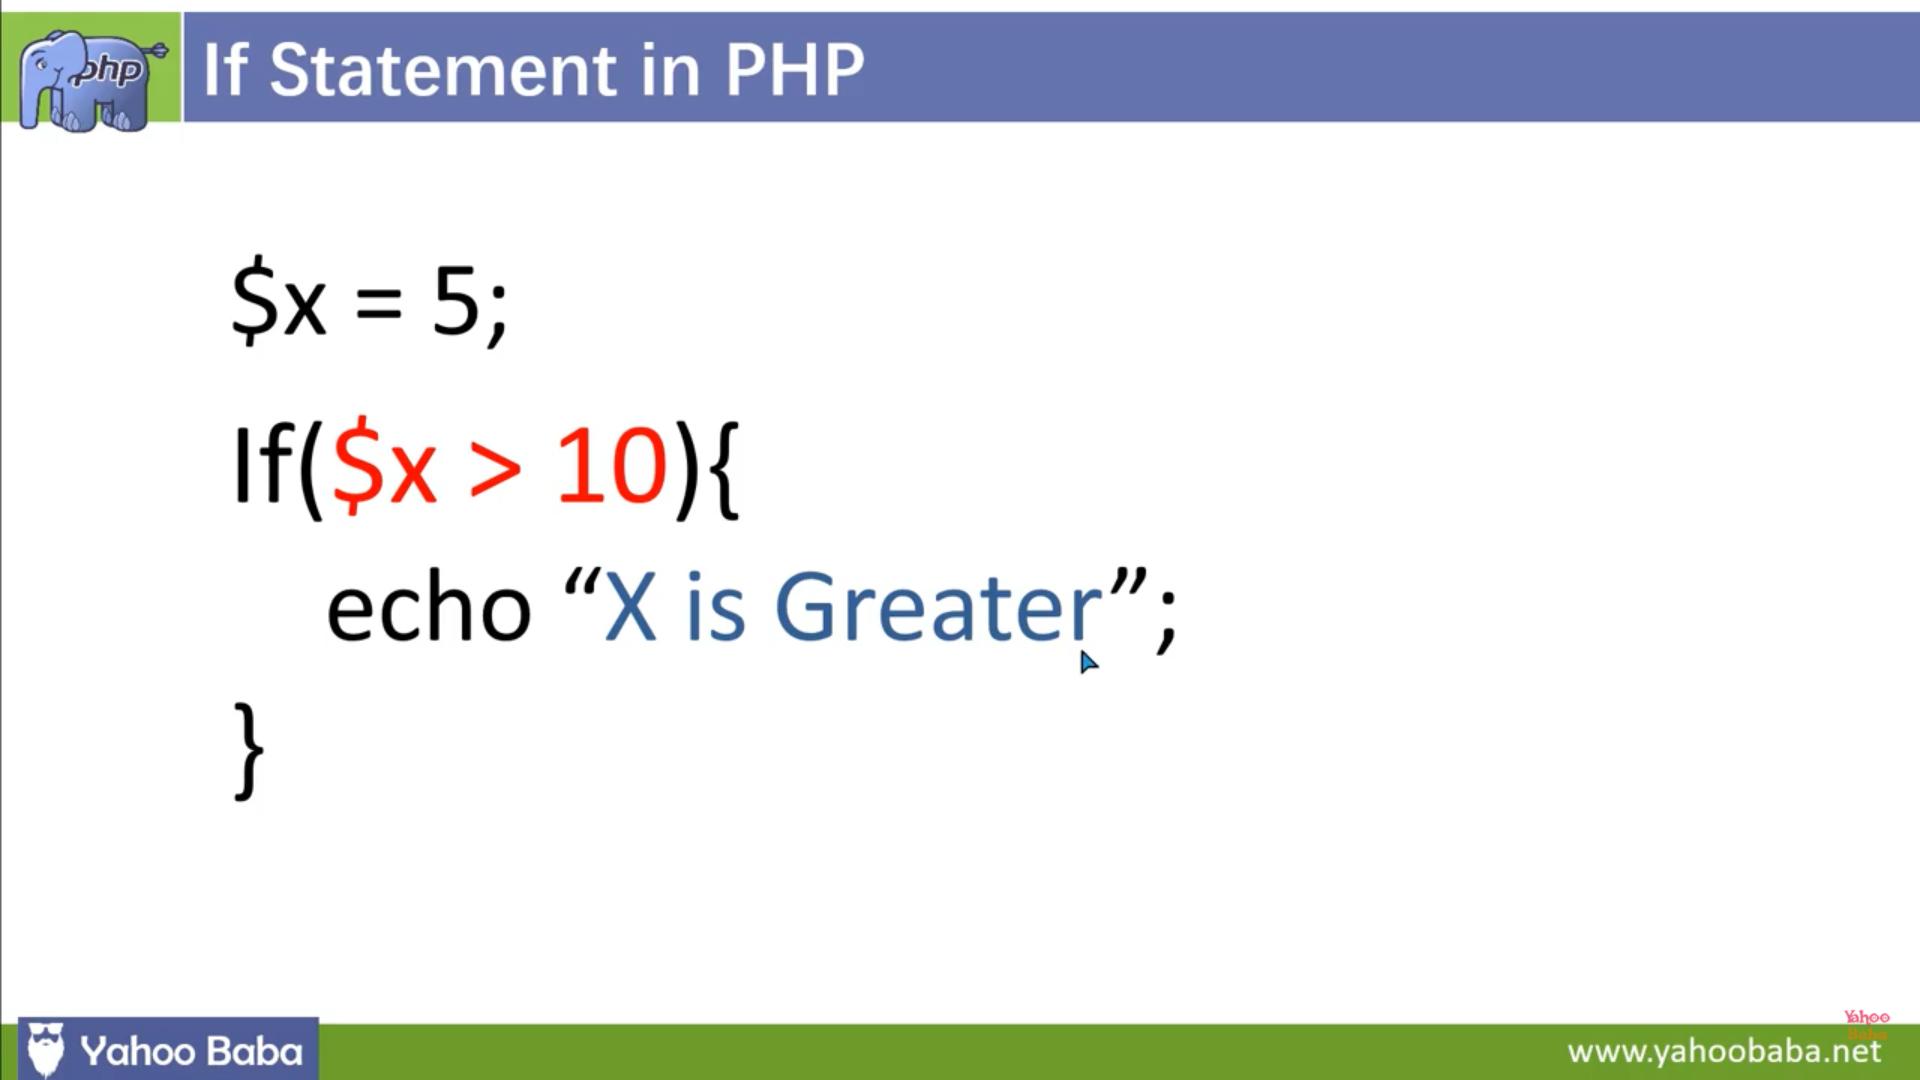 php
If Statement in PHP
$x = 5;
If($x > 10){
echo “X is Greater”;
}
Yahoo Baba
Yahoo
Baba
www.yahoobaba.net